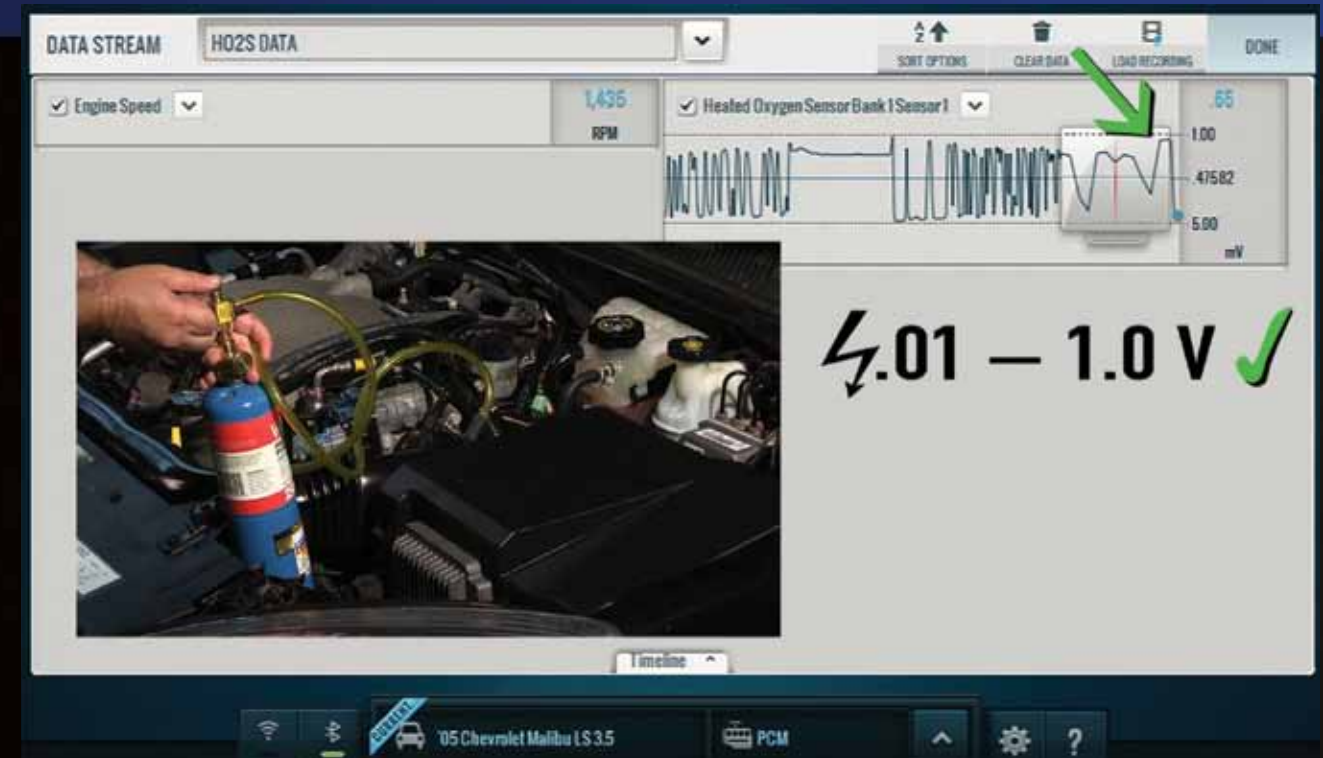 DATA STREAM
HO2S DATA
SORT OPTIONS
CLEAR DATA
LOAD RECORDING
DONE
Engine Speed
1,435
RPM
Heated Oxygen Sensor Bank 1 Sensor 1
.65
1.00
.47582
5.00
mV
.01 – 1.0 V
Timeline
CURRENT
'05 Chevrolet Malibu LS 3.5
PCM
?